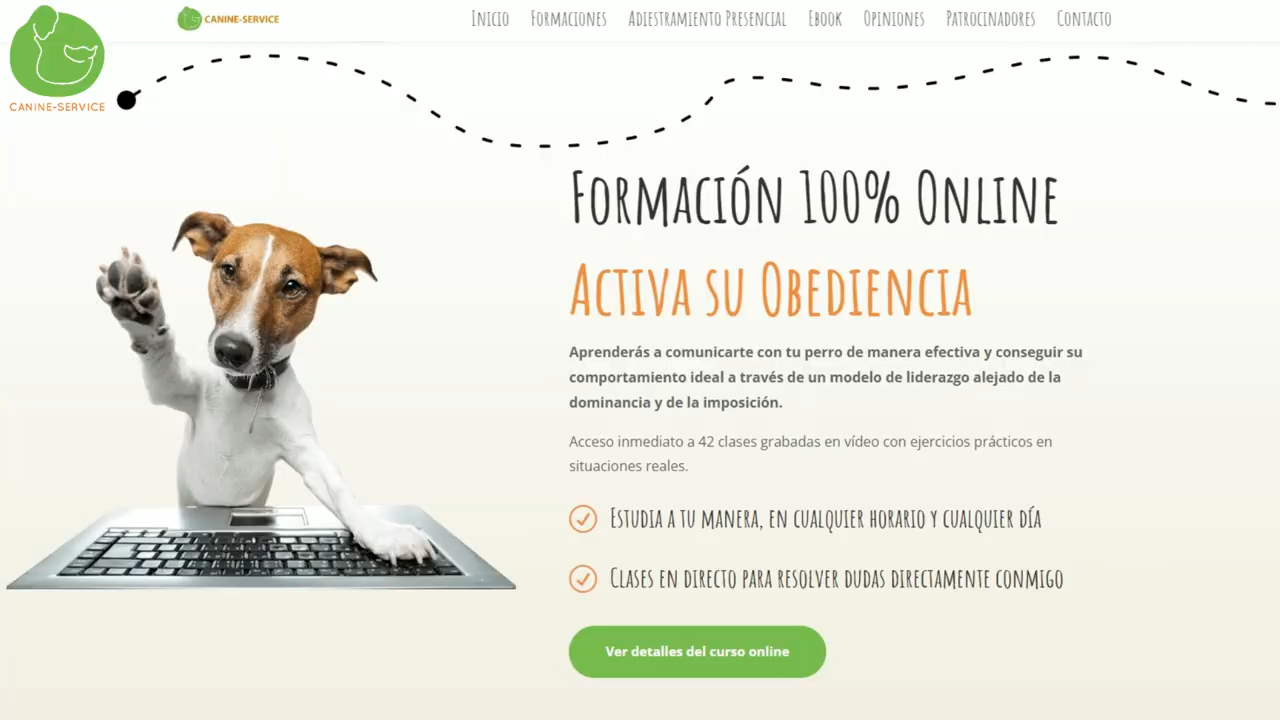 CANINE-SERVICE
Inicio Formaciones Adiestramiento Presencial Ebook Opiniones Patrocinadores Contacto
CANINE-SERVICE
Formación 100% Online
Activa su Obediencia
Aprenderás a comunicarte con tu perro de manera efectiva y conseguir su
comportamiento ideal a través de un modelo de liderazgo alejado de la
dominancia y de la imposición.
Acceso inmediato a 42 clases grabadas en vídeo con ejercicios prácticos en
situaciones reales.
Estudia a tu manera, en cualquier horario y cualquier día
Clases en directo para resolver dudas directamente conmigo
Ver detalles del curso online